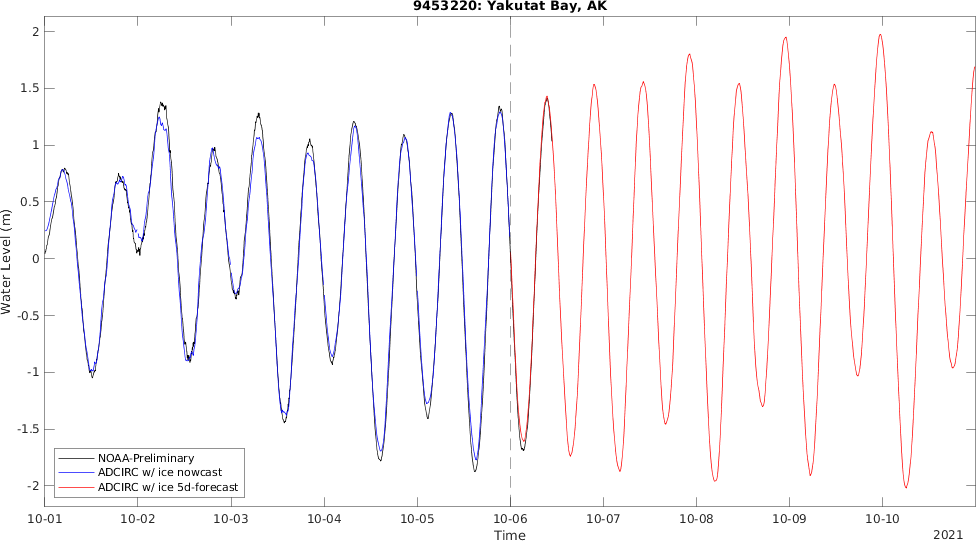 9453220: Yakutat Bay, AK
2
1.5
1
0.5
0
-0.5
-1
-1.5
-2
Water Level (m)
NOAA-Preliminary
ADCIRC w/ ice nowcast
ADCIRC w/ ice 5d-forecast
10-01 10-02 10-03 10-04 10-05 10-06 10-07 10-08 10-09 10-10
Time
2021